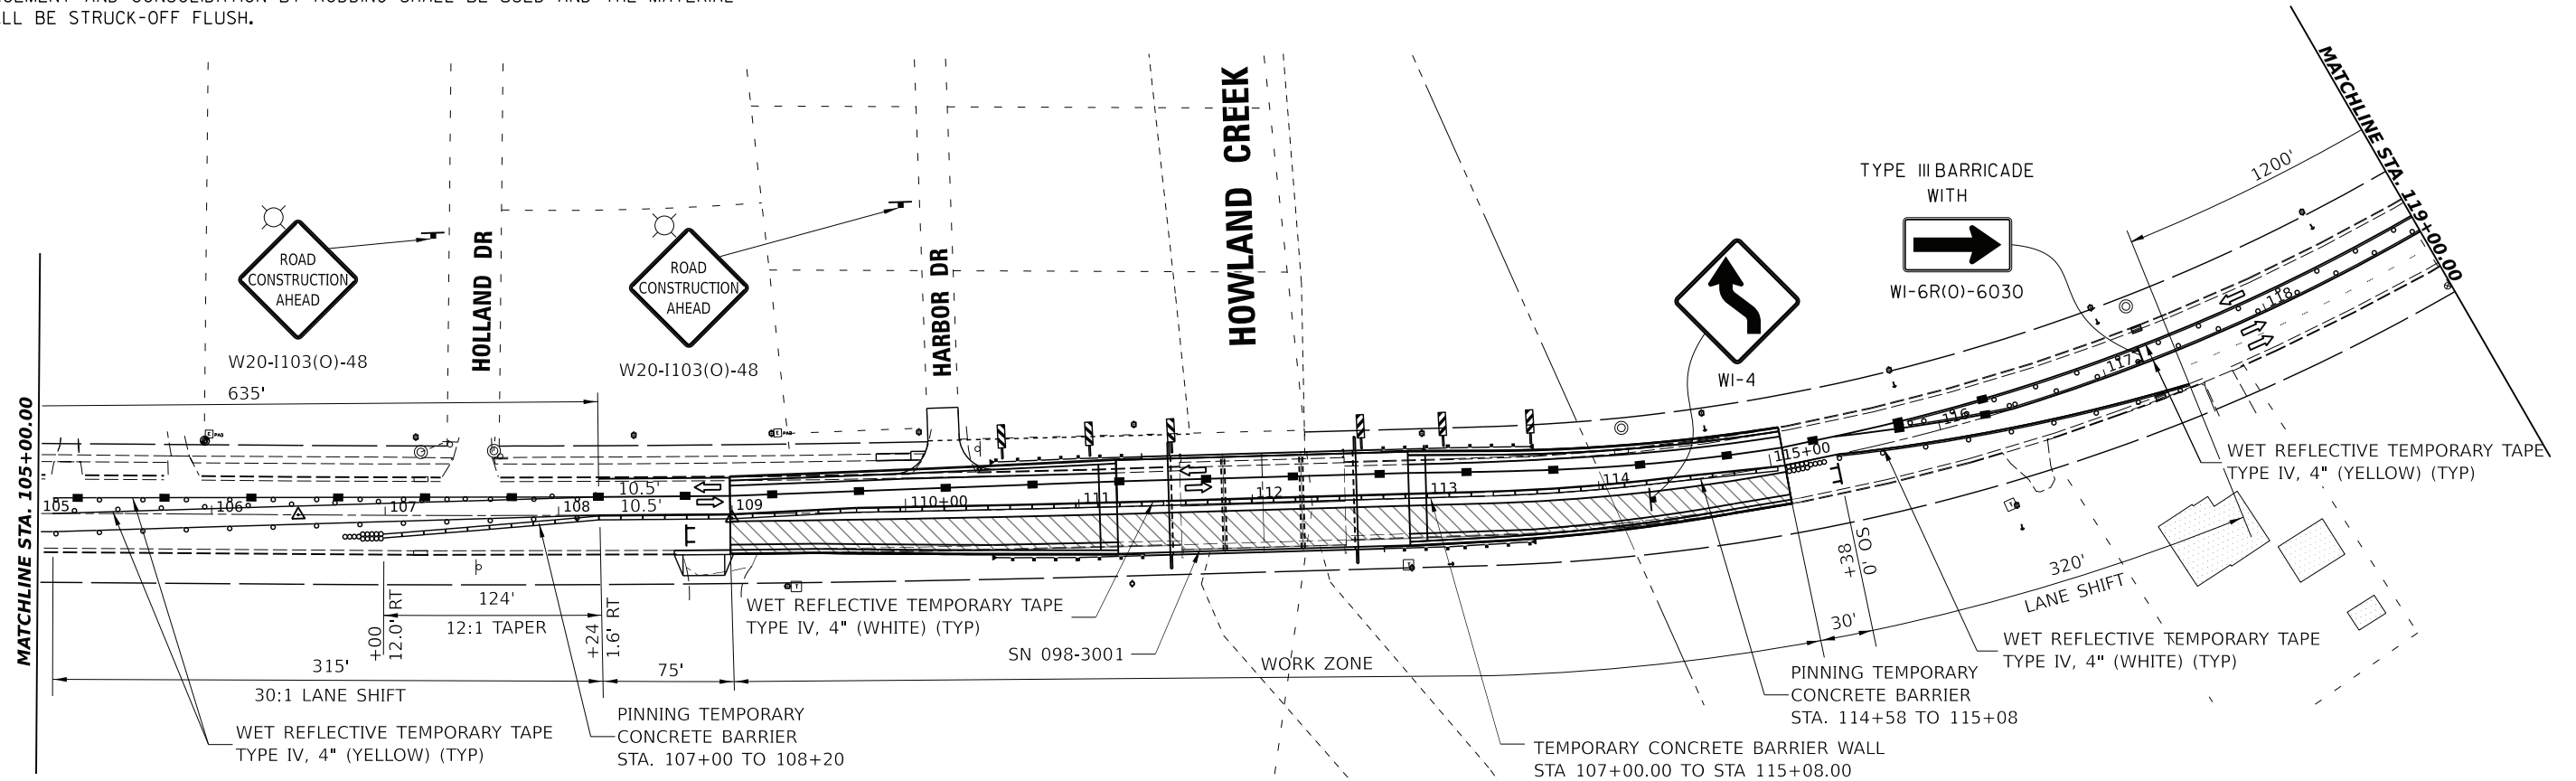 LL BE STRUCK-OFF FLUSH.
MATCHLINE STA. 105+00.00
ROAD
CONSTRUCTION
AHEAD
W20-I103(O)-48
635'
HOLLAND DR
ROAD
CONSTRUCTION
AHEAD
W20-I103(O)-48
HARBOR DR
HOWLAND CREEK
WI-4
TYPE III BARRICADE
WITH
WI-6R(O)-6030
1200'
MATCHLINE STA. 119+00.00
105
106
107
108
10.5'
10.5'
109
110+00
111
112
113
114
115+00
116
117
118
+00
12.0' RT
124'
12:1 TAPER
+24
1.6' RT
315'
30:1 LANE SHIFT
75'
WORK ZONE
30'
+38
0' OS
320'
LANE SHIFT
WET REFLECTIVE TEMPORARY TAPE
TYPE IV, 4" (YELLOW) (TYP)
PINNING TEMPORARY
CONCRETE BARRIER
STA. 107+00 TO 108+20
WET REFLECTIVE TEMPORARY TAPE
TYPE IV, 4" (WHITE) (TYP)
SN 098-3001
TEMPORARY CONCRETE BARRIER WALL
STA 107+00.00 TO STA 115+08.00
PINNING TEMPORARY
CONCRETE BARRIER
STA. 114+58 TO 115+08
WET REFLECTIVE TEMPORARY TAPE
TYPE IV, 4" (WHITE) (TYP)
WET REFLECTIVE TEMPORARY TAPE
TYPE IV, 4" (YELLOW) (TYP)